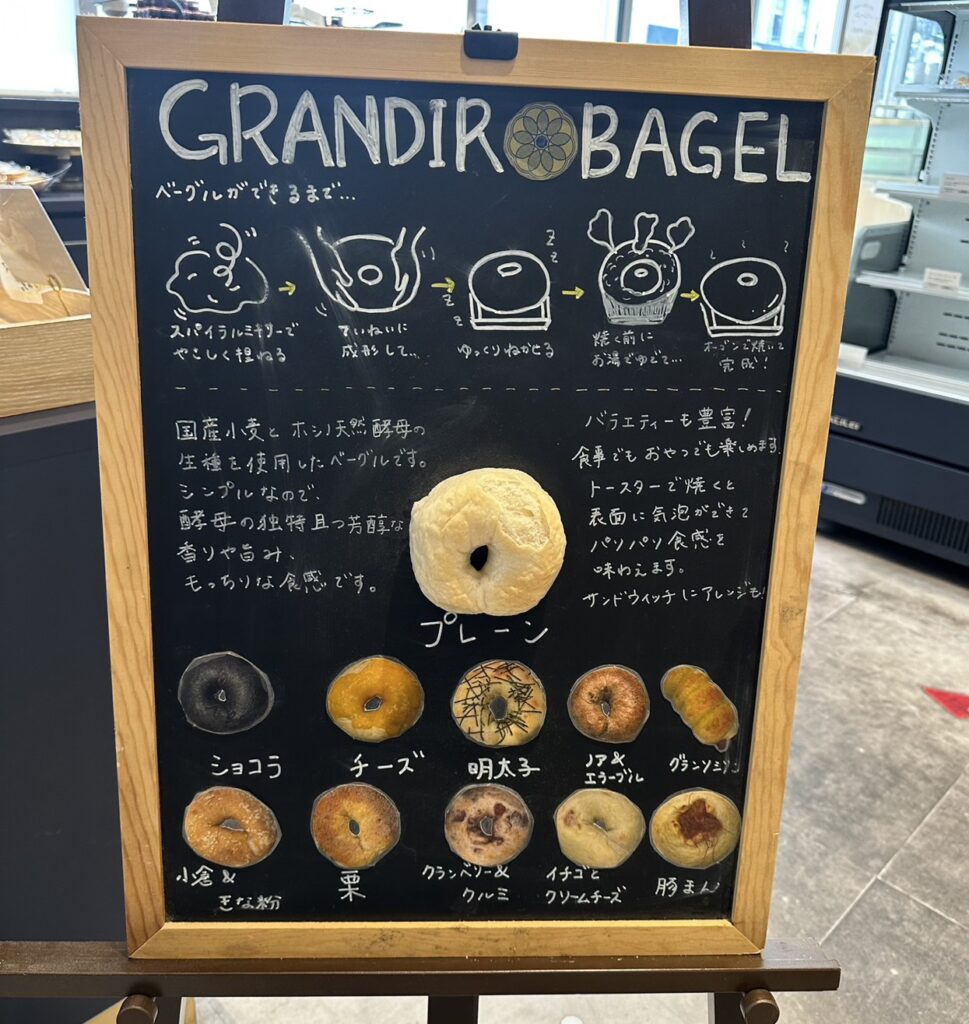 GRANDIR BAGEL
ベーグルができるまで…
スパイラルミキサーで
やさしく捏ねる
ていねいに
成形して…
ゆっくりねかせる
焼く前に
お湯でゆでて…
オーブンで焼いて
完成！
国産小麦とホシノ天然酵母の
生種を使用したベーグルです。
シンプルなので、
酵母の独特且つ芳醇な
香りや旨み、
もっちりな食感です。
バラエティーも豊富！
食事でもおやつでも楽しめます。
トースターで焼くと
表面に気泡ができて
パリパリ食感を
味わえます。
サンドウィッチにアレンジも！
プレーン
ショコラ
チーズ
明太子
ノア&
エラーブル
小倉&
きな粉
栗
クランベリー&
クルミ
イチゴと
クリームチーズ
豚まん